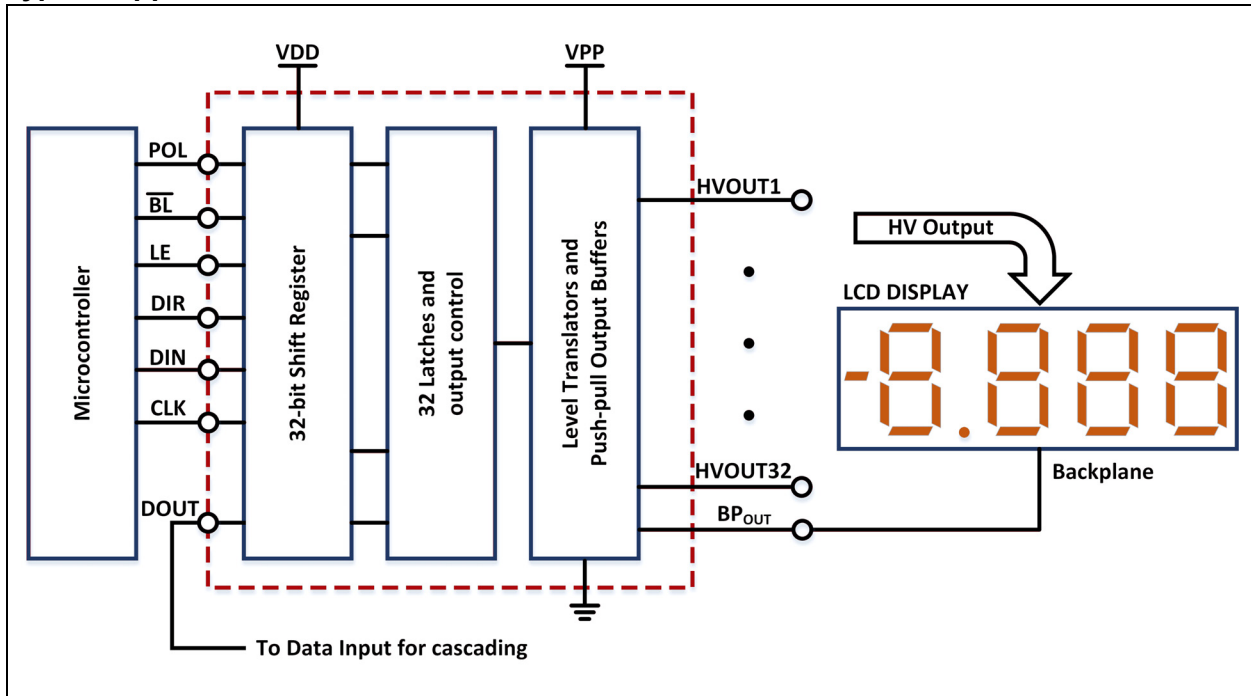 VDD
VPP
POL
B̅L̅
LE
DIR
DIN
CLK
DOUT
Microcontroller
32-bit Shift Register
32 Latches and
output control
Level Translators and
Push-pull Output Buffers
HVOUT1
HVOUT32
BPOUT
HV Output
LCD DISPLAY
-8.888
Backplane
To Data Input for cascading